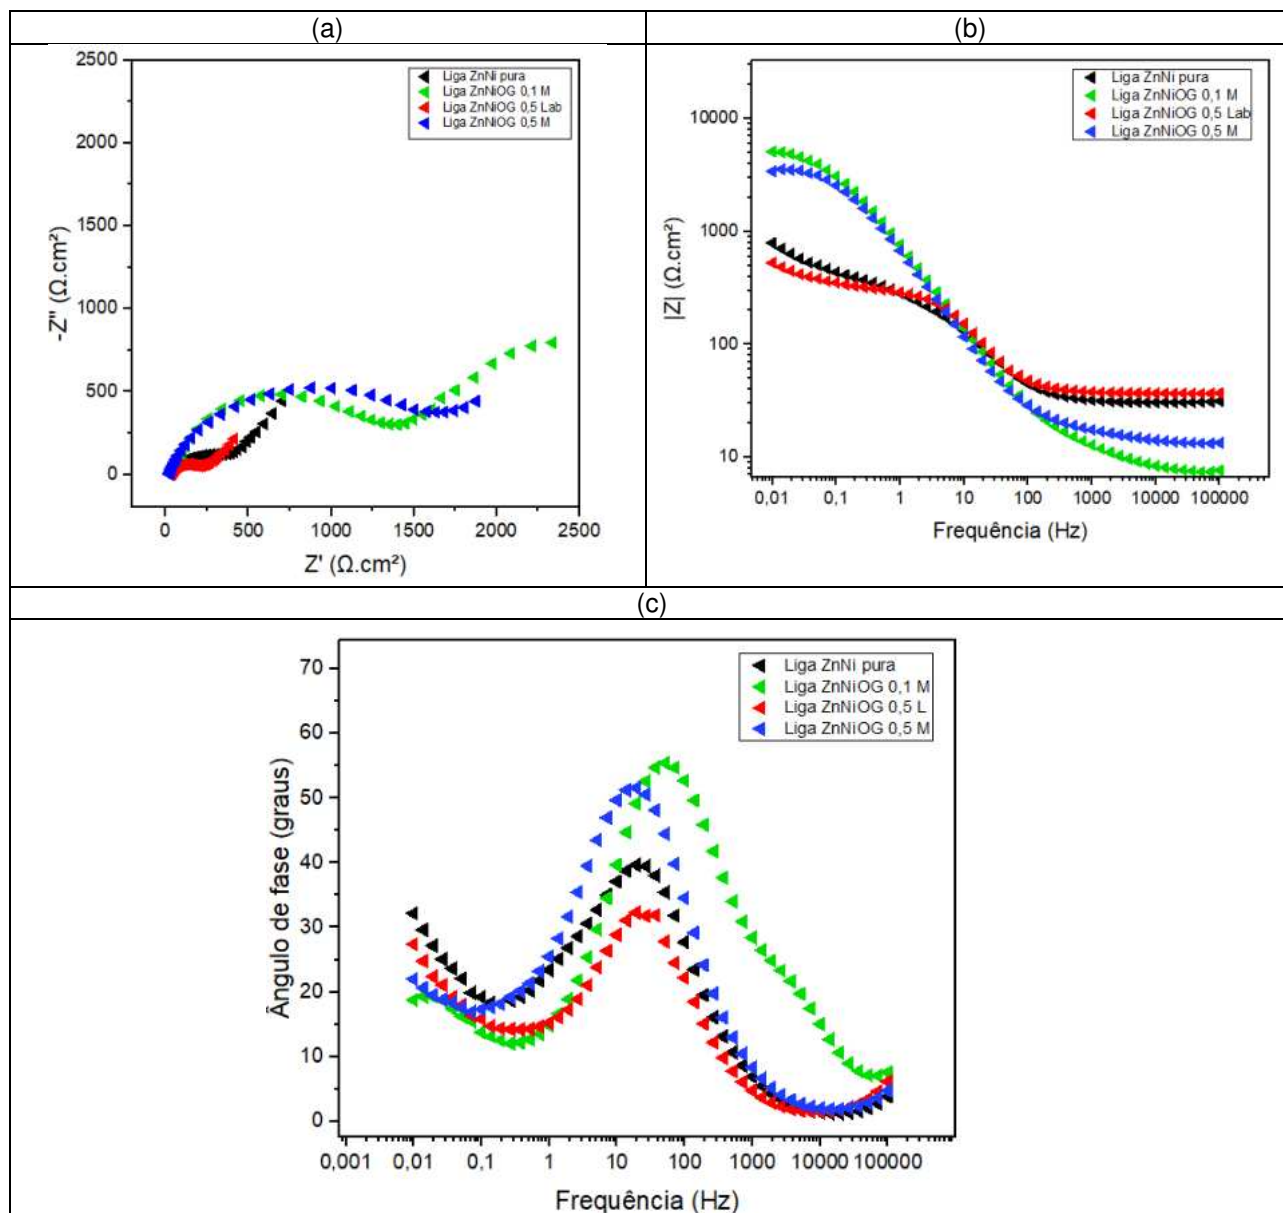 (a)
(b)
2500
2000
1500
1000
500
0
-Z'' (Ω.cm²)
Liga ZnNi pura
Liga ZnNiOG 0,1 M
Liga ZnNiOG 0,5 Lab
Liga ZnNiOG 0,5 M
0 500 1000 1500 2000 2500
Z' (Ω.cm²)
10000
1000
100
10
|Z| (Ω.cm²)
Liga ZnNi pura
Liga ZnNiOG 0,1 M
Liga ZnNiOG 0,5 Lab
Liga ZnNiOG 0,5 M
0,01 0,1 1 10 100 1000 10000 100000
Frequência (Hz)
(c)
70
60
50
40
30
20
10
0
Ângulo de fase (graus)
Liga ZnNi pura
Liga ZnNiOG 0,1 M
Liga ZnNiOG 0,5 L
Liga ZnNiOG 0,5 M
0,001 0,01 0,1 1 10 100 1000 10000 100000
Frequência (Hz)